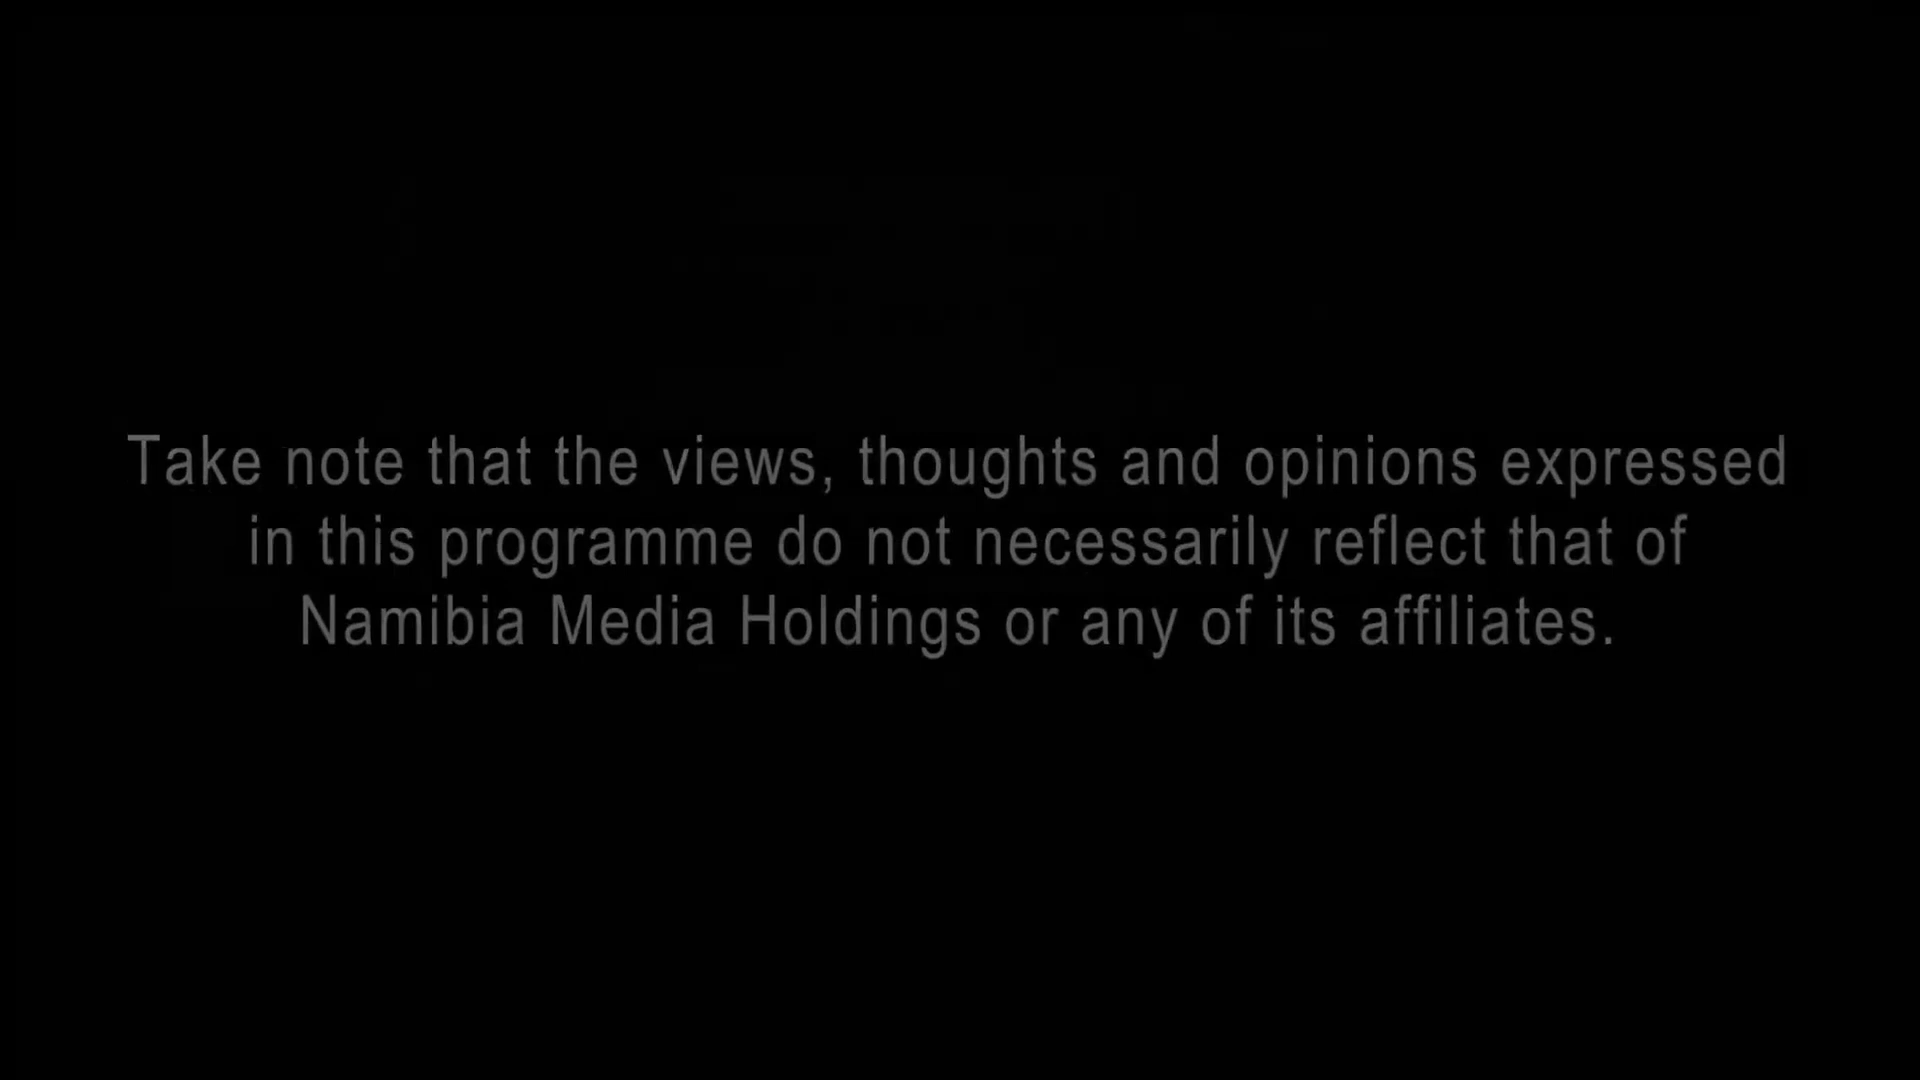 Take note that the views, thoughts and opinions expressed
in this programme do not necessarily reflect that of
Namibia Media Holdings or any of its affiliates.